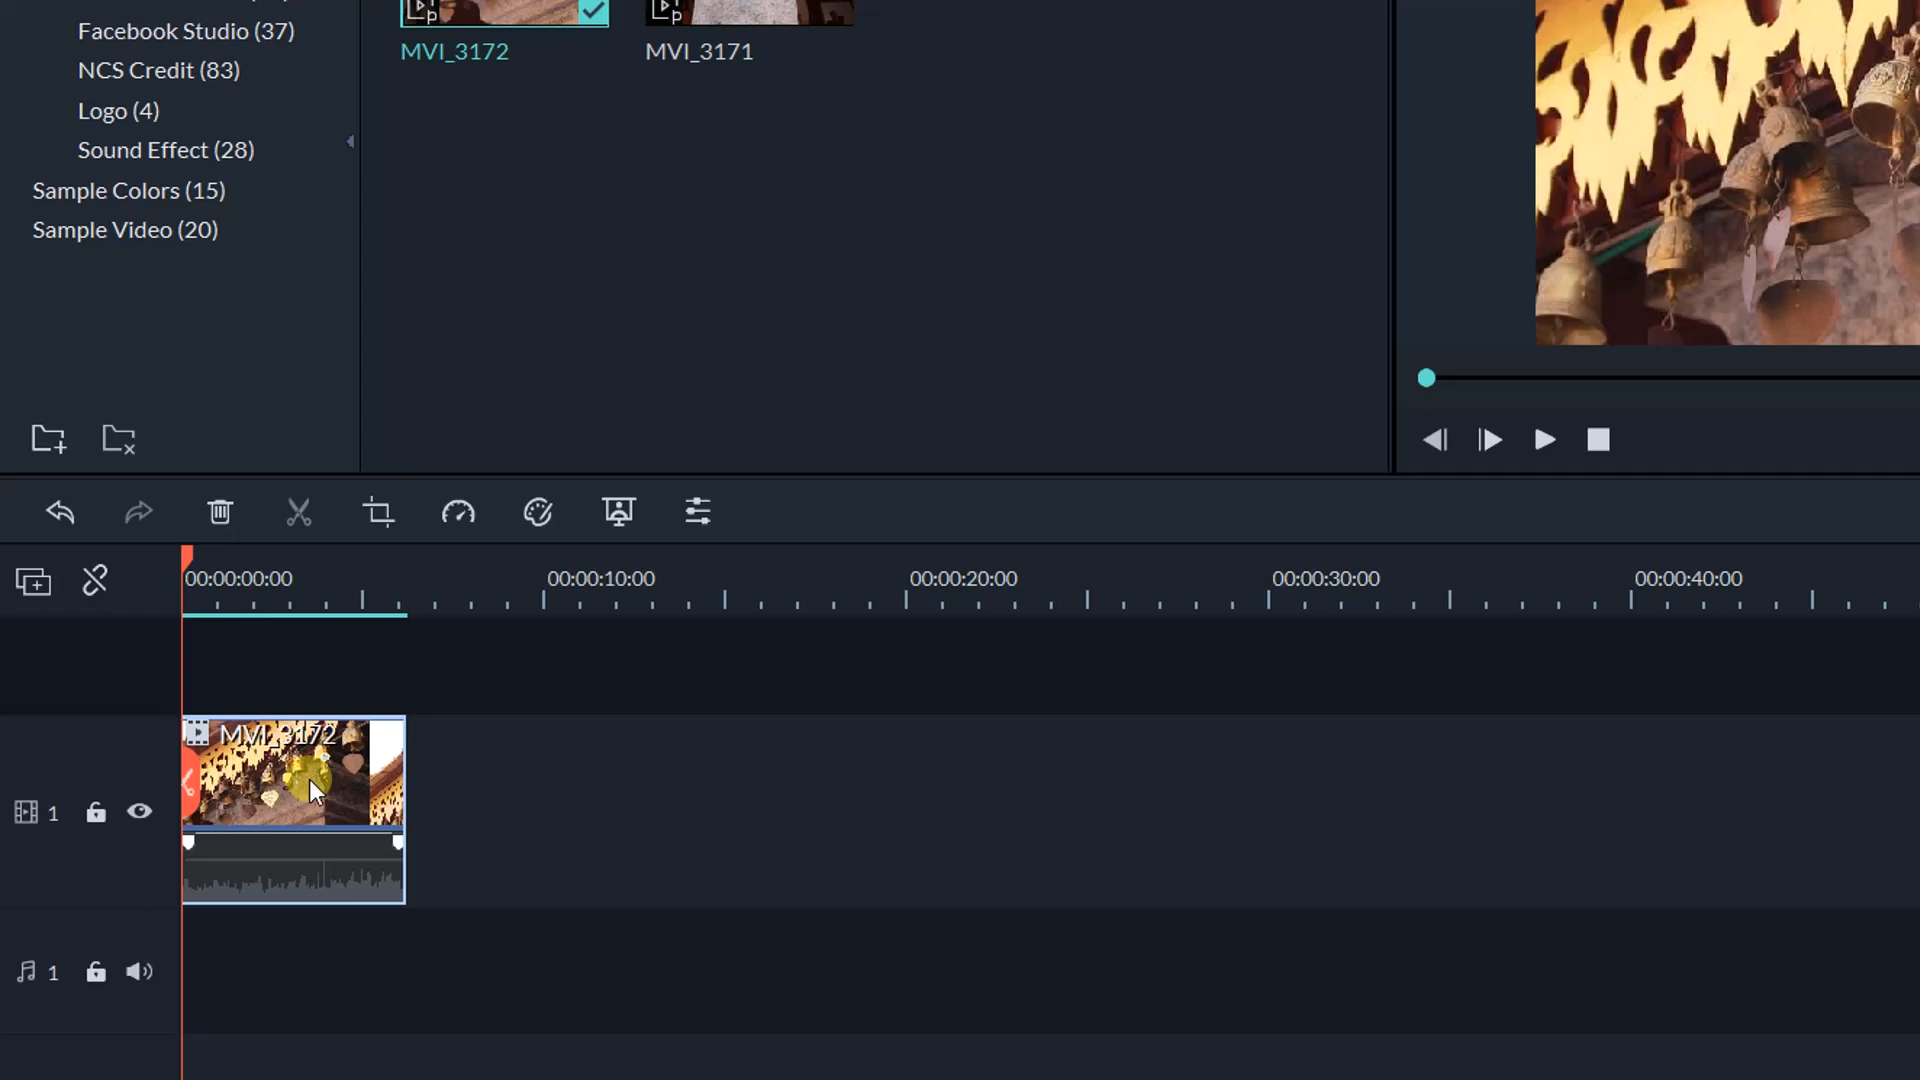 Facebook Studio (37)
NCS Credit (83)
Logo (4)
Sound Effect (28)
Sample Colors (15)
Sample Video (20)
MVI_3172
MVI_3171
00:00:00:00
00:00:10:00
00:00:20:00
00:00:30:00
00:00:40:00
MVI_3172
1
1